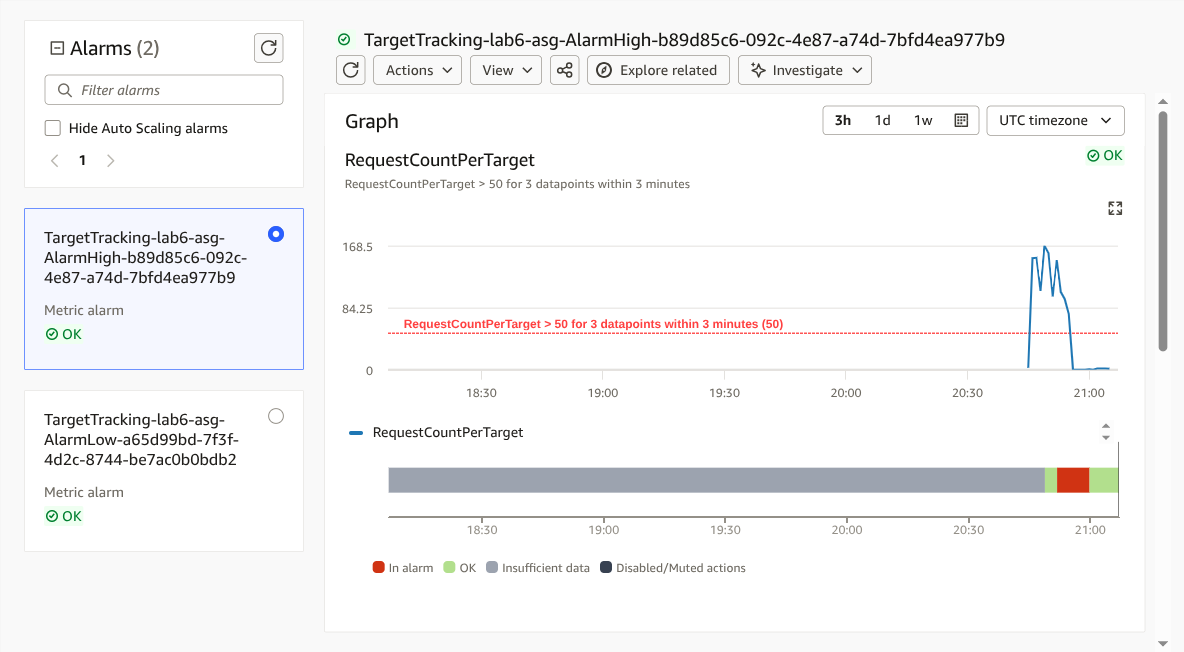 Alarms (2)
Filter alarms
Hide Auto Scaling alarms
1
TargetTracking-lab6-asg-
AlarmHigh-b89d85c6-092c-
4e87-a74d-7bfd4ea977b9
Metric alarm
OK
TargetTracking-lab6-asg-
AlarmLow-a65d99bd-7f3f-
4d2c-8744-be7ac0b0bdb2
Metric alarm
OK
TargetTracking-lab6-asg-AlarmHigh-b89d85c6-092c-4e87-a74d-7bfd4ea977b9
Actions View Explore related Investigate
Graph 3h 1d 1w UTC timezone
RequestCountPerTarget OK
RequestCountPerTarget > 50 for 3 datapoints within 3 minutes
168.5
84.25
RequestCountPerTarget > 50 for 3 datapoints within 3 minutes (50)
0
18:30 19:00 19:30 20:00 20:30 21:00
RequestCountPerTarget
18:30 19:00 19:30 20:00 20:30 21:00
In alarm OK Insufficient data Disabled/Muted actions